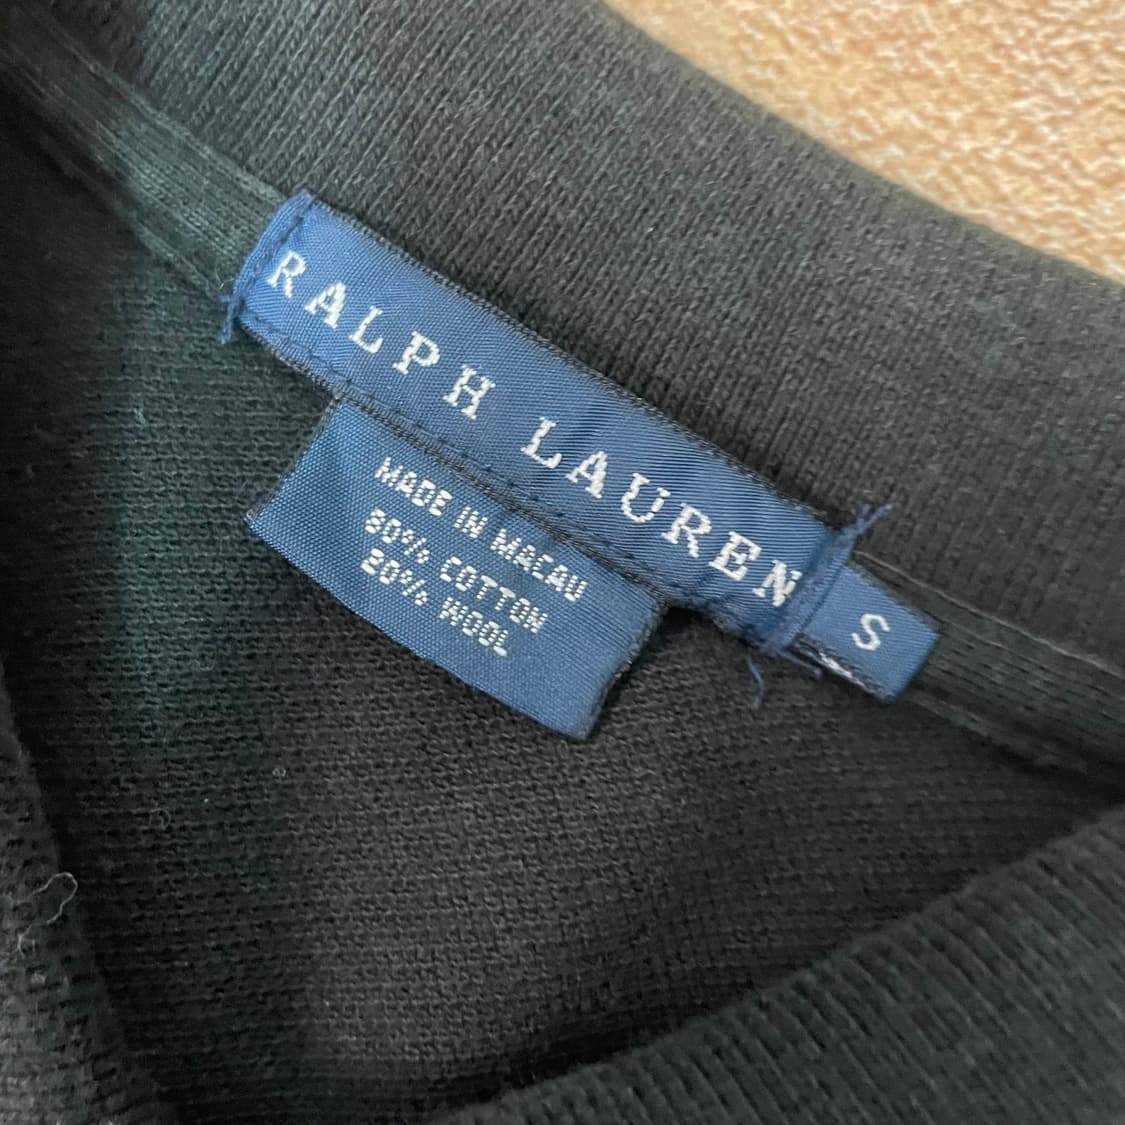 RALPH LAUREN
S
MADE IN MACAU
80% COTTON
20% WOOL